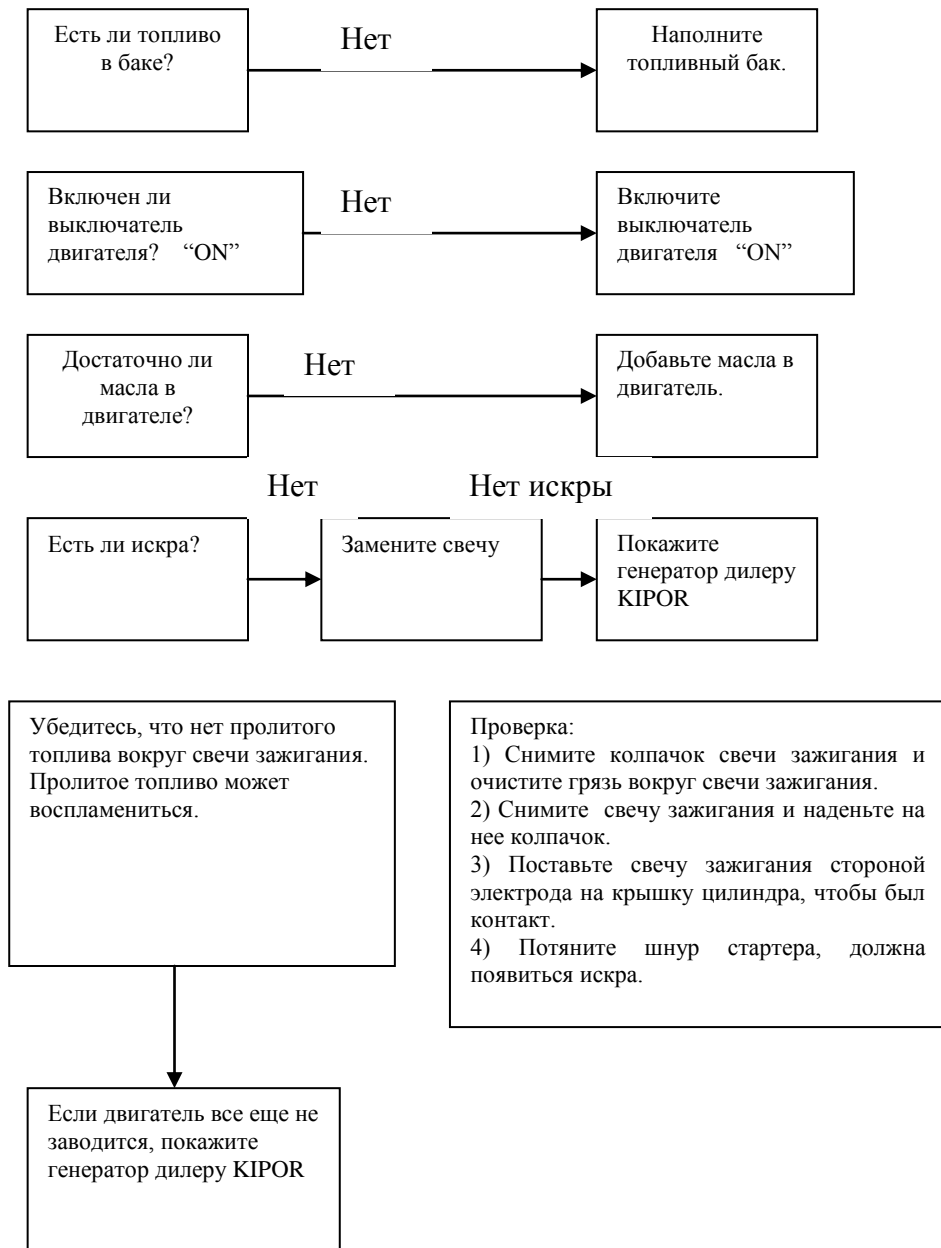 Есть ли топливо
в баке?
Нет
Наполните
топливный бак.
Включен ли
выключатель
двигателя? “ON”
Нет
Включите
выключатель
двигателя “ON”
Достаточно ли
масла в
двигателе?
Нет
Добавьте масла в
двигатель.
Нет
Нет искры
Есть ли искра?
Замените свечу
Покажите
генератор дилеру
KIPOR
Убедитесь, что нет пролитого
топлива вокруг свечи зажигания.
Пролитое топливо может
воспламениться.
Проверка:
1) Снимите колпачок свечи зажигания и
очистите грязь вокруг свечи зажигания.
2) Снимите свечу зажигания и наденьте на
нее колпачок.
3) Поставьте свечу зажигания стороной
электрода на крышку цилиндра, чтобы был
контакт.
4) Потяните шнур стартера, должна
появиться искра.
Если двигатель все еще не
заводится, покажите
генератор дилеру KIPOR